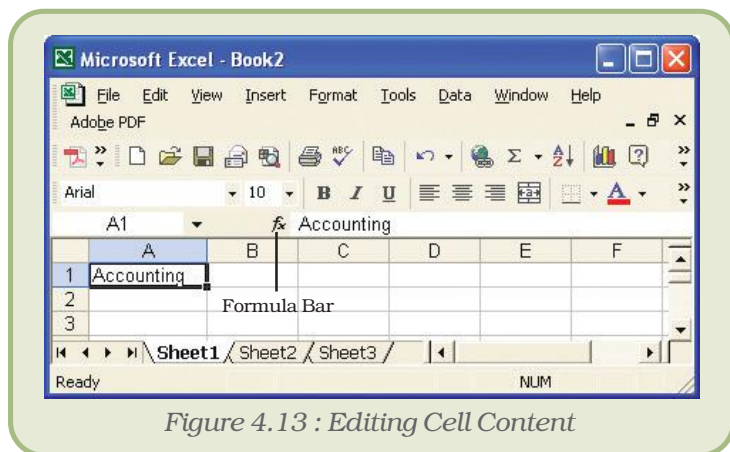 Microsoft Excel - Book2
File Edit View Insert Format Tools Data Window Help
Adobe PDF
ABC
Arial 10 B I U A
A1 fx Accounting
A B C D E F
1 Accounting
2
Formula Bar
3
Sheet1 Sheet2 Sheet3
Ready NUM
Figure 4.13 : Editing Cell Content